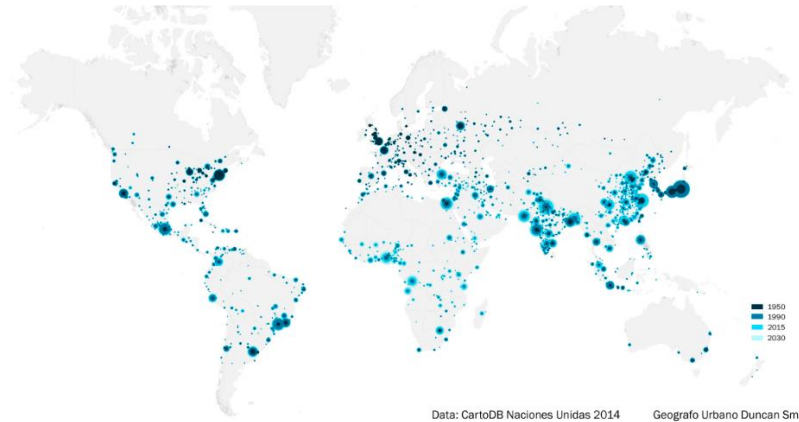 1950
1990
2015
2030
Data: CartoDB Naciones Unidas 2014
Geografo Urbano Duncan Sm